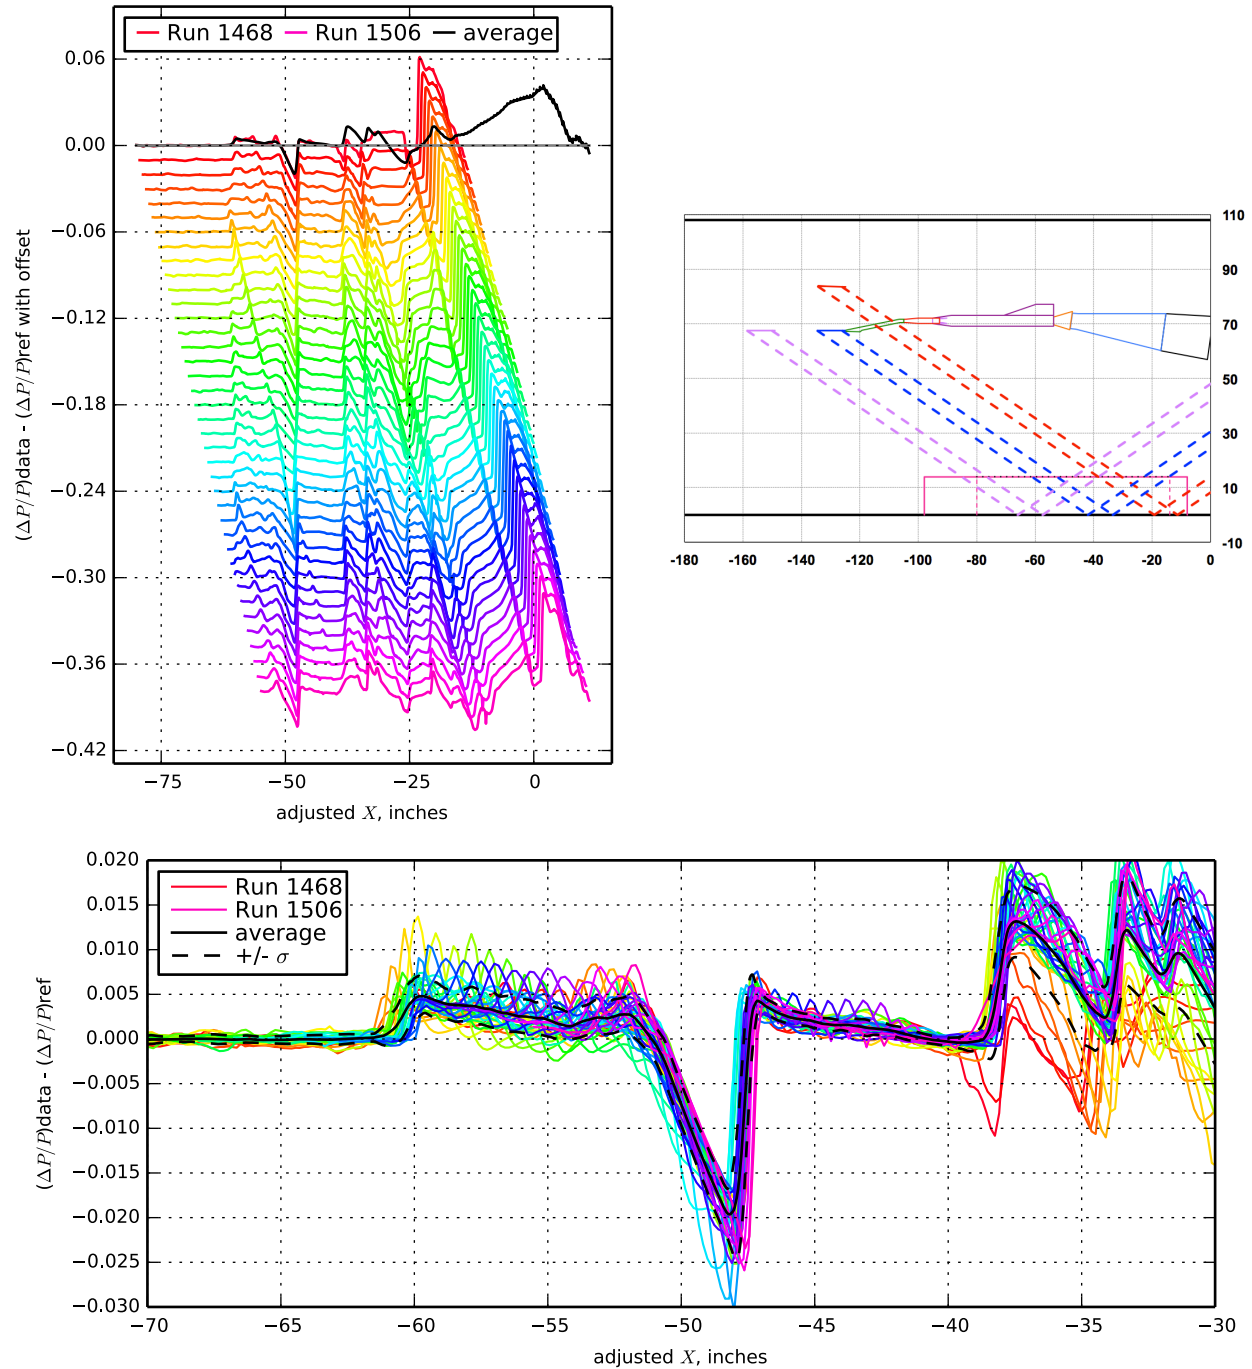 Run 1468 Run 1506 average
0.06
0.00
−0.06
−0.12
−0.18
−0.24
−0.30
−0.36
−0.42
(ΔP/P)data - (ΔP/P)ref with offset
−75 −50 −25 0
adjusted X, inches
110
90
70
50
30
10
-10
-180 -160 -140 -120 -100 -80 -60 -40 -20 0
Run 1468
Run 1506
average
+/- σ
0.020
0.015
0.010
0.005
0.000
−0.005
−0.010
−0.015
−0.020
−0.025
−0.030
(ΔP/P)data - (ΔP/P)ref
−70 −65 −60 −55 −50 −45 −40 −35 −30
adjusted X, inches